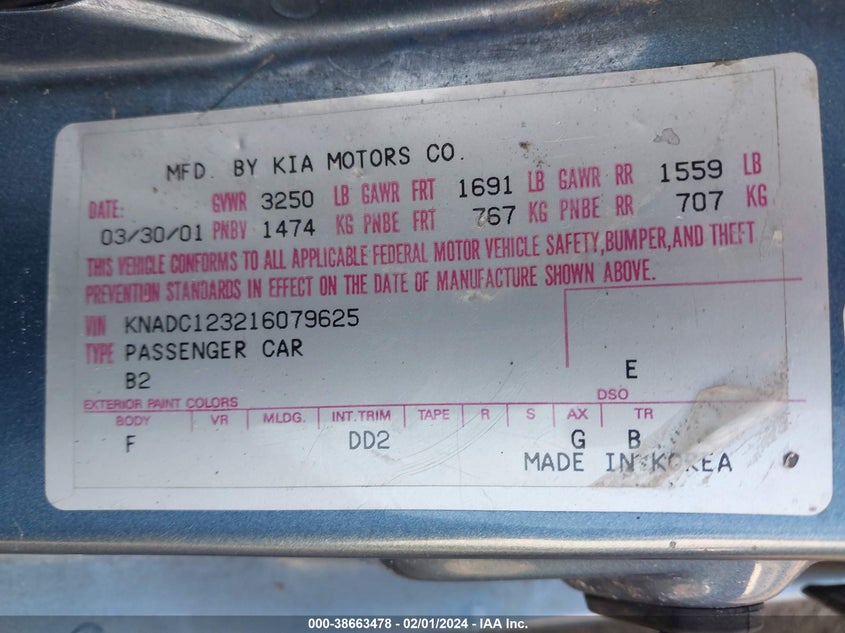 MFD. BY KIA MOTORS CO.
DATE: GVWR 3250 LB GAWR FRT 1691 LB GAWR RR 1559 LB
03/30/01 PNBV 1474 KG PNBE FRT 767 KG PNBE RR 707 KG
THIS VEHICLE CONFORMS TO ALL APPLICABLE FEDERAL MOTOR VEHICLE SAFETY, BUMPER, AND THEFT
PREVENTION STANDARDS IN EFFECT ON THE DATE OF MANUFACTURE SHOWN ABOVE.
VIN KNADC123216079625
TYPE PASSENGER CAR
B2 E
EXTERIOR PAINT COLORS DSO
BODY VR MLDG. INT.TRIM TAPE R S AX TR
F DD2 G B
MADE IN KOREA
000-38663478 - 02/01/2024 - IAA Inc.